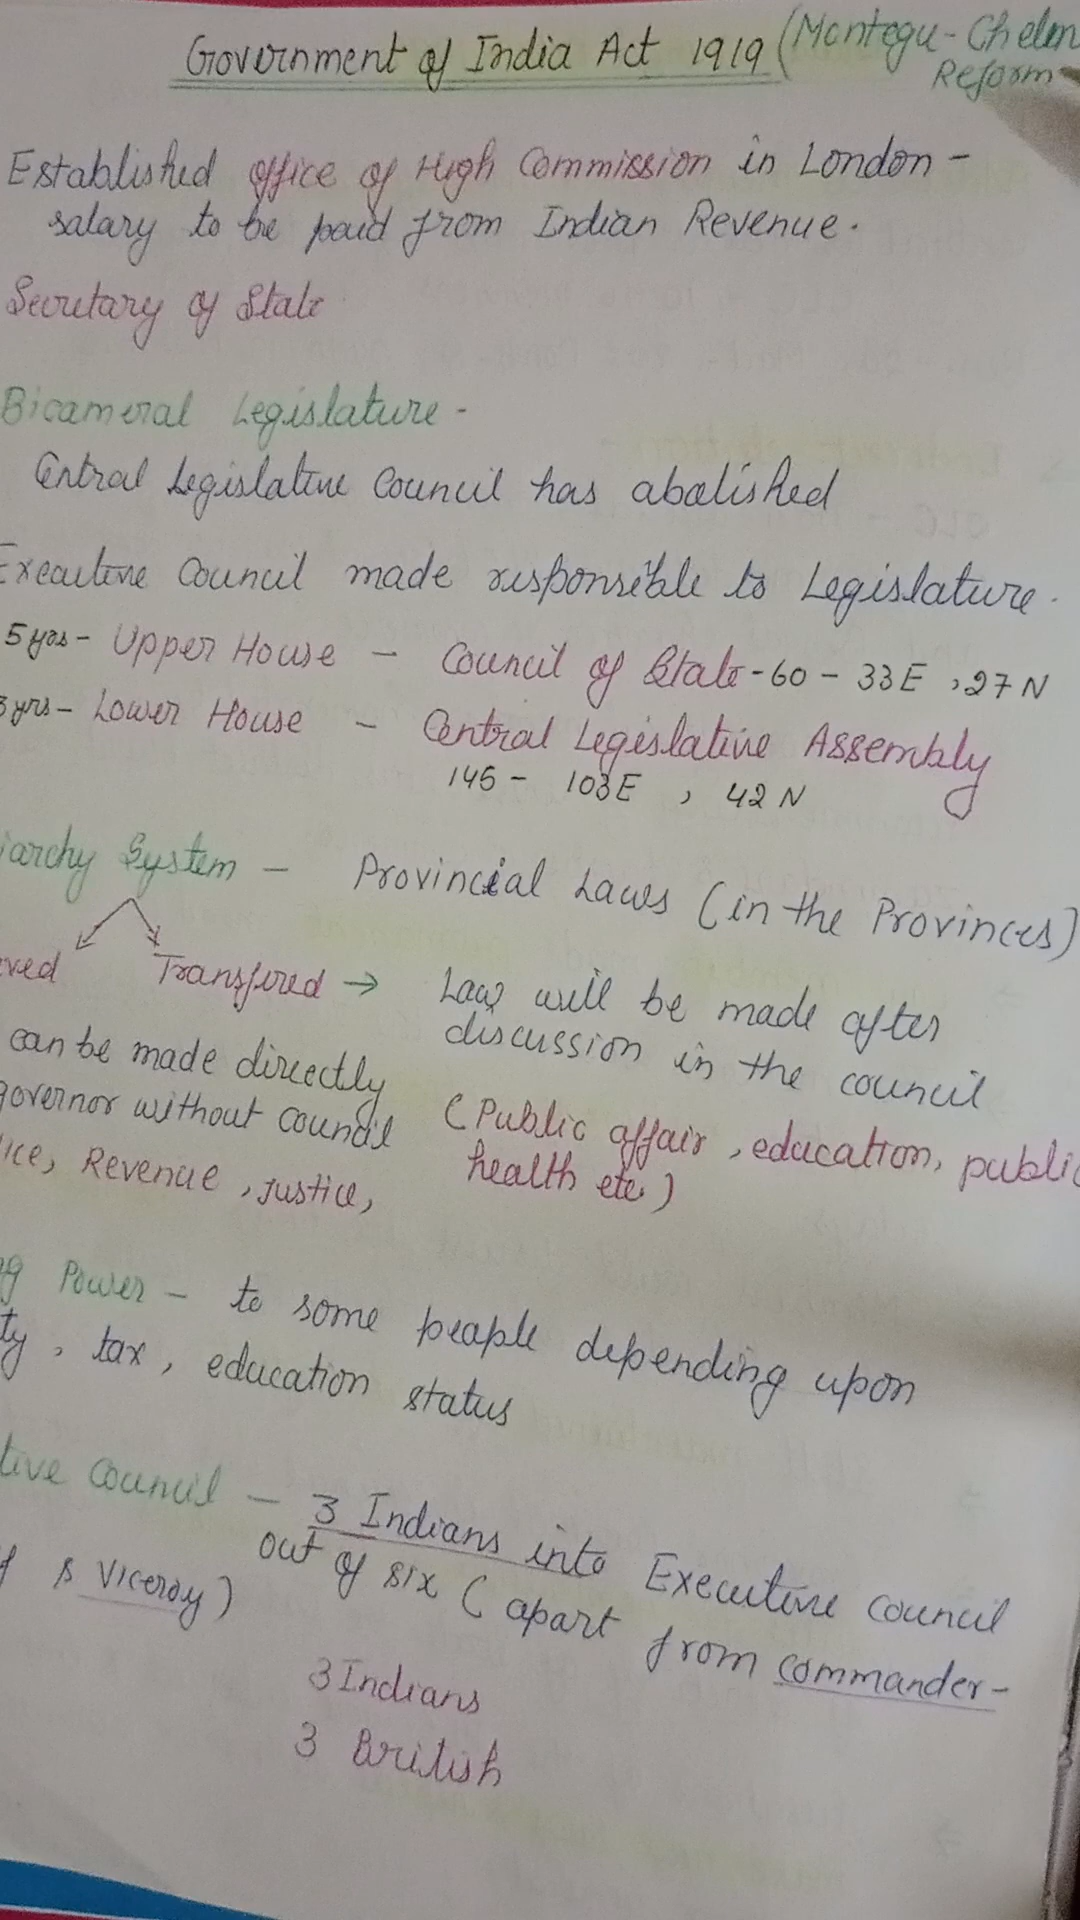 Government of India Act 1919 (Montegu-Chelm
Reform
Established office of High Commission in London -
salary to be paid from Indian Revenue.
Secretary of State
Bicameral Legislature -
Central Legislative Council has abolished
Executive Council made responsible to Legislature.
5 yrs - Upper House - Council of State - 60 - 33E , 27 N
3 yrs - Lower House - Central Legislative Assembly
145 - 103E , 42 N
iarchy System - Provincial Laws (in the Provinces)
rved Transfered → Law will be made after
discussion in the council
can be made directly
governor without council (Public affair, education, public
ice, Revenue, justice, health etc.)
ng Power - to some people depending upon
ty, tax, education status
tive Council - 3 Indians into Executive council
out of six (apart from commander-
f & Viceroy)
3 Indians
3 British